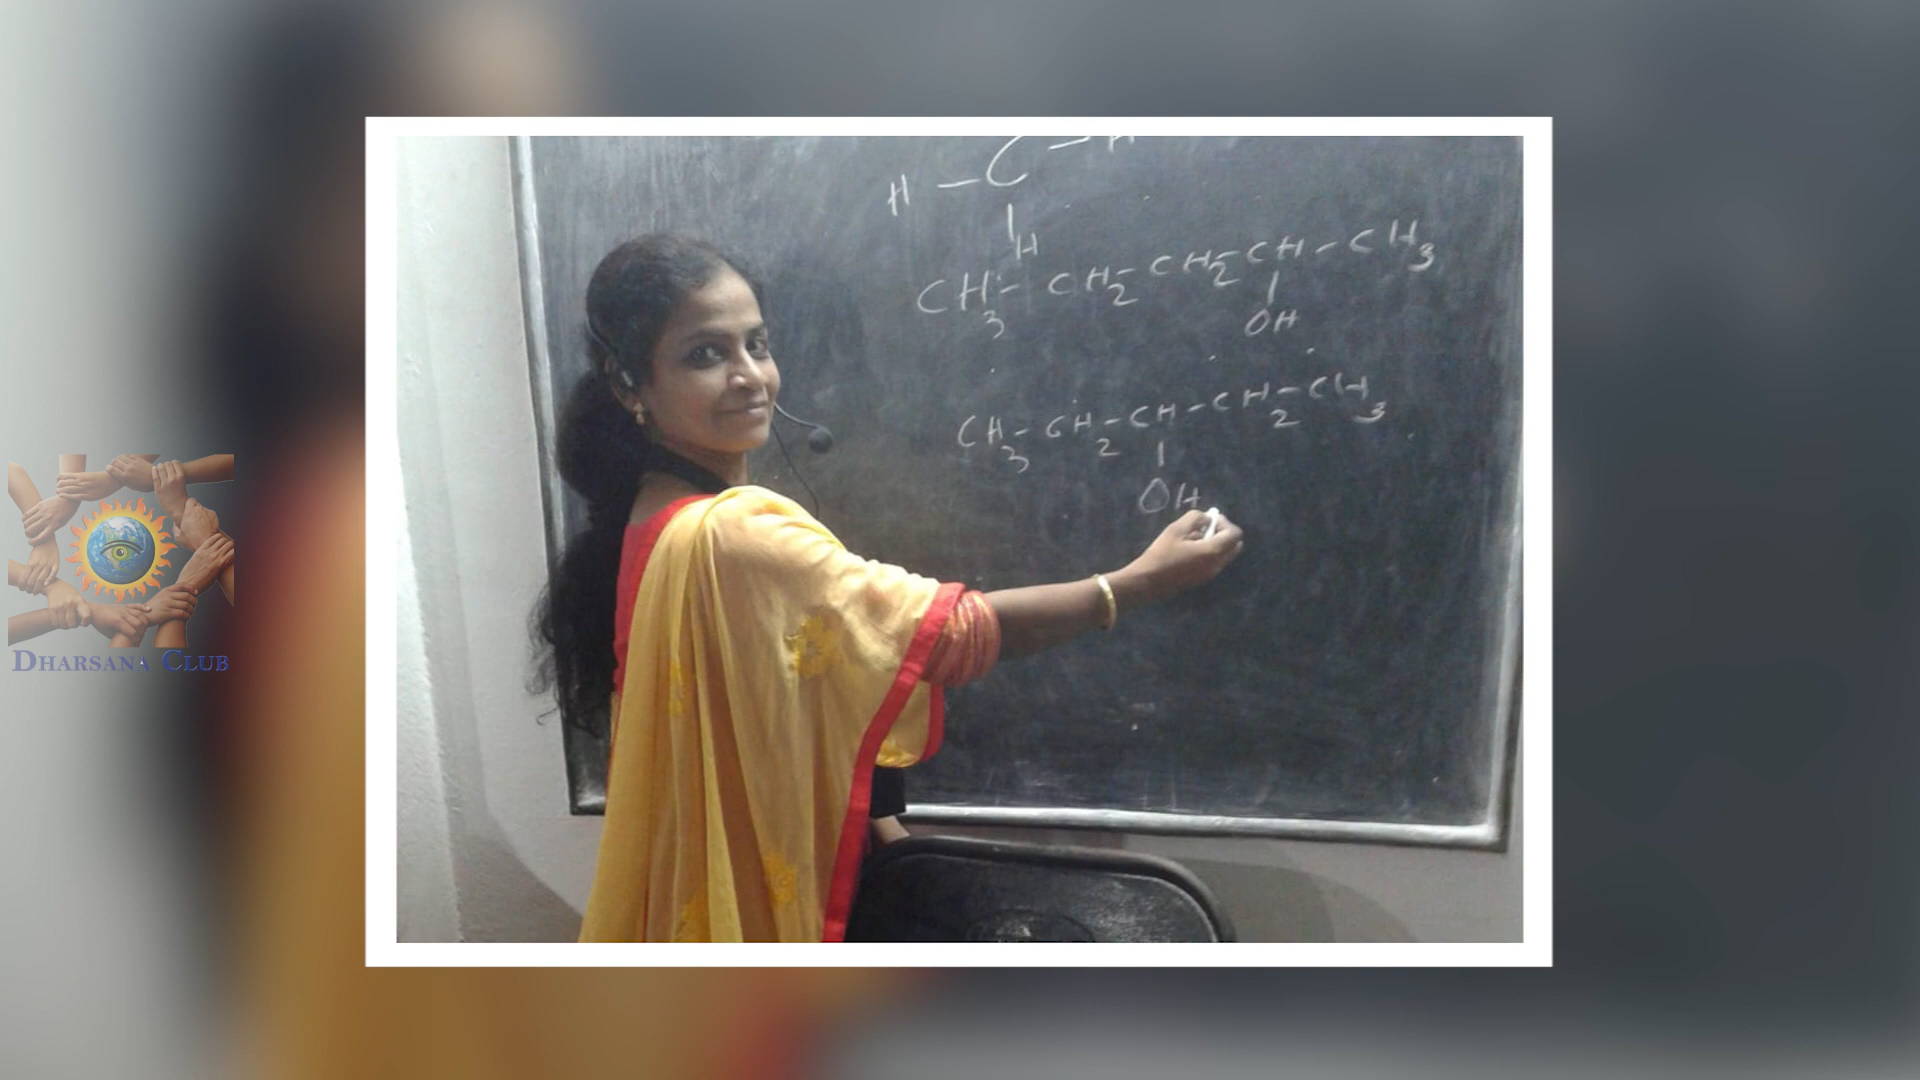 H - C - H
|
H
CH3 - CH2 - CH2 - CH - CH3
|
OH
CH3 - CH2 - CH - CH2 - CH3
|
OH
DHARSANA CLUB